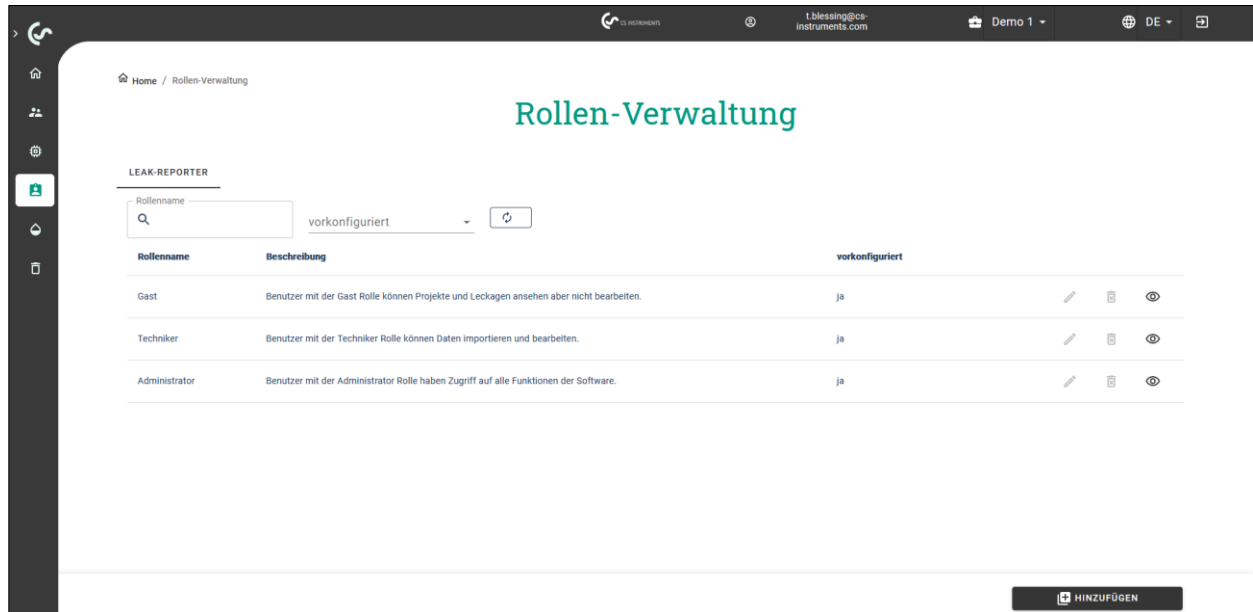 CS INSTRUMENTS
t.blessing@cs-
instruments.com
Demo 1
DE
Home / Rollen-Verwaltung
Rollen-Verwaltung
LEAK-REPORTER
Rollenname
vorkonfiguriert
Rollenname Beschreibung vorkonfiguriert
Gast Benutzer mit der Gast Rolle können Projekte und Leckagen ansehen aber nicht bearbeiten. ja
Techniker Benutzer mit der Techniker Rolle können Daten importieren und bearbeiten. ja
Administrator Benutzer mit der Administrator Rolle haben Zugriff auf alle Funktionen der Software. ja
HINZUFÜGEN